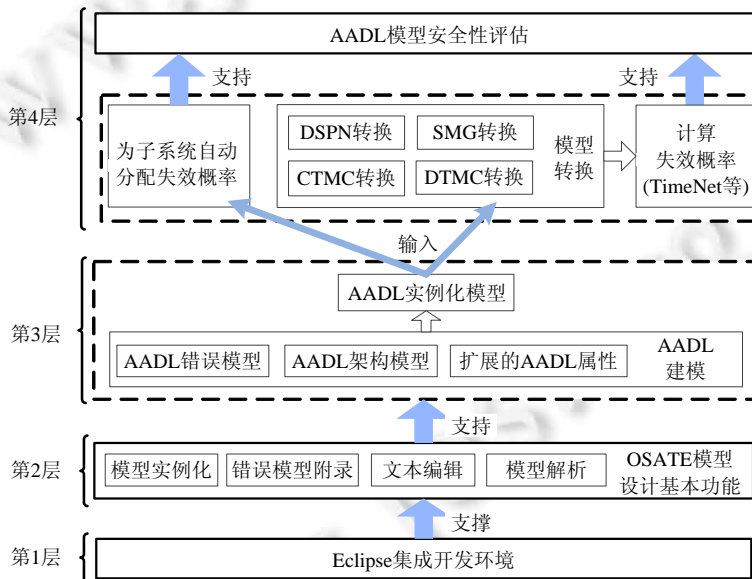 AADL模型安全性评估
支持
支持
第4层
为子系统自动
分配失效概率
DSPN转换
SMG转换
CTMC转换
DTMC转换
模型
转换
计算
失效概率
(TimeNet等)
输入
第3层
AADL实例化模型
AADL错误模型
AADL架构模型
扩展的AADL属性
AADL
建模
支持
第2层
模型实例化
错误模型附录
文本编辑
模型解析
OSATE模型
设计基本功能
支撑
第1层
Eclipse集成开发环境